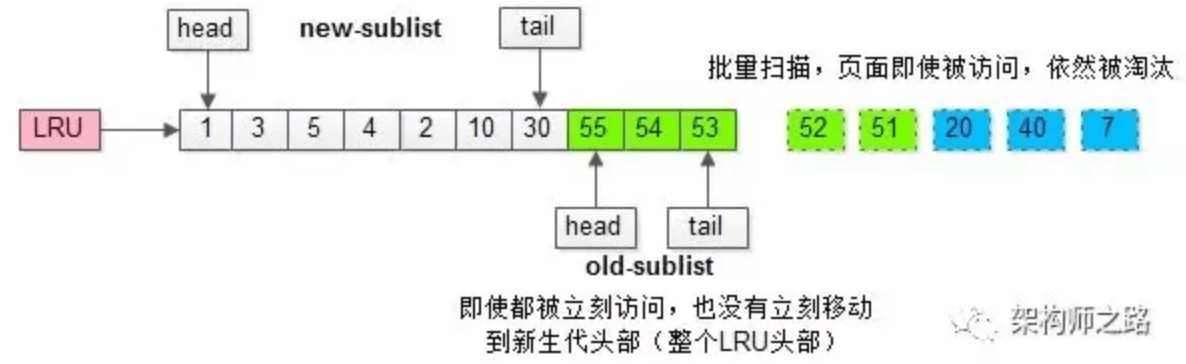 head new-sublist tail
批量扫描，页面即使被访问，依然被淘汰
LRU 1 3 5 4 2 10 30 55 54 53 52 51 20 40 7
head tail
old-sublist
即使都被立刻访问，也没有立刻移动
到新生代头部（整个LRU头部）
架构师之路